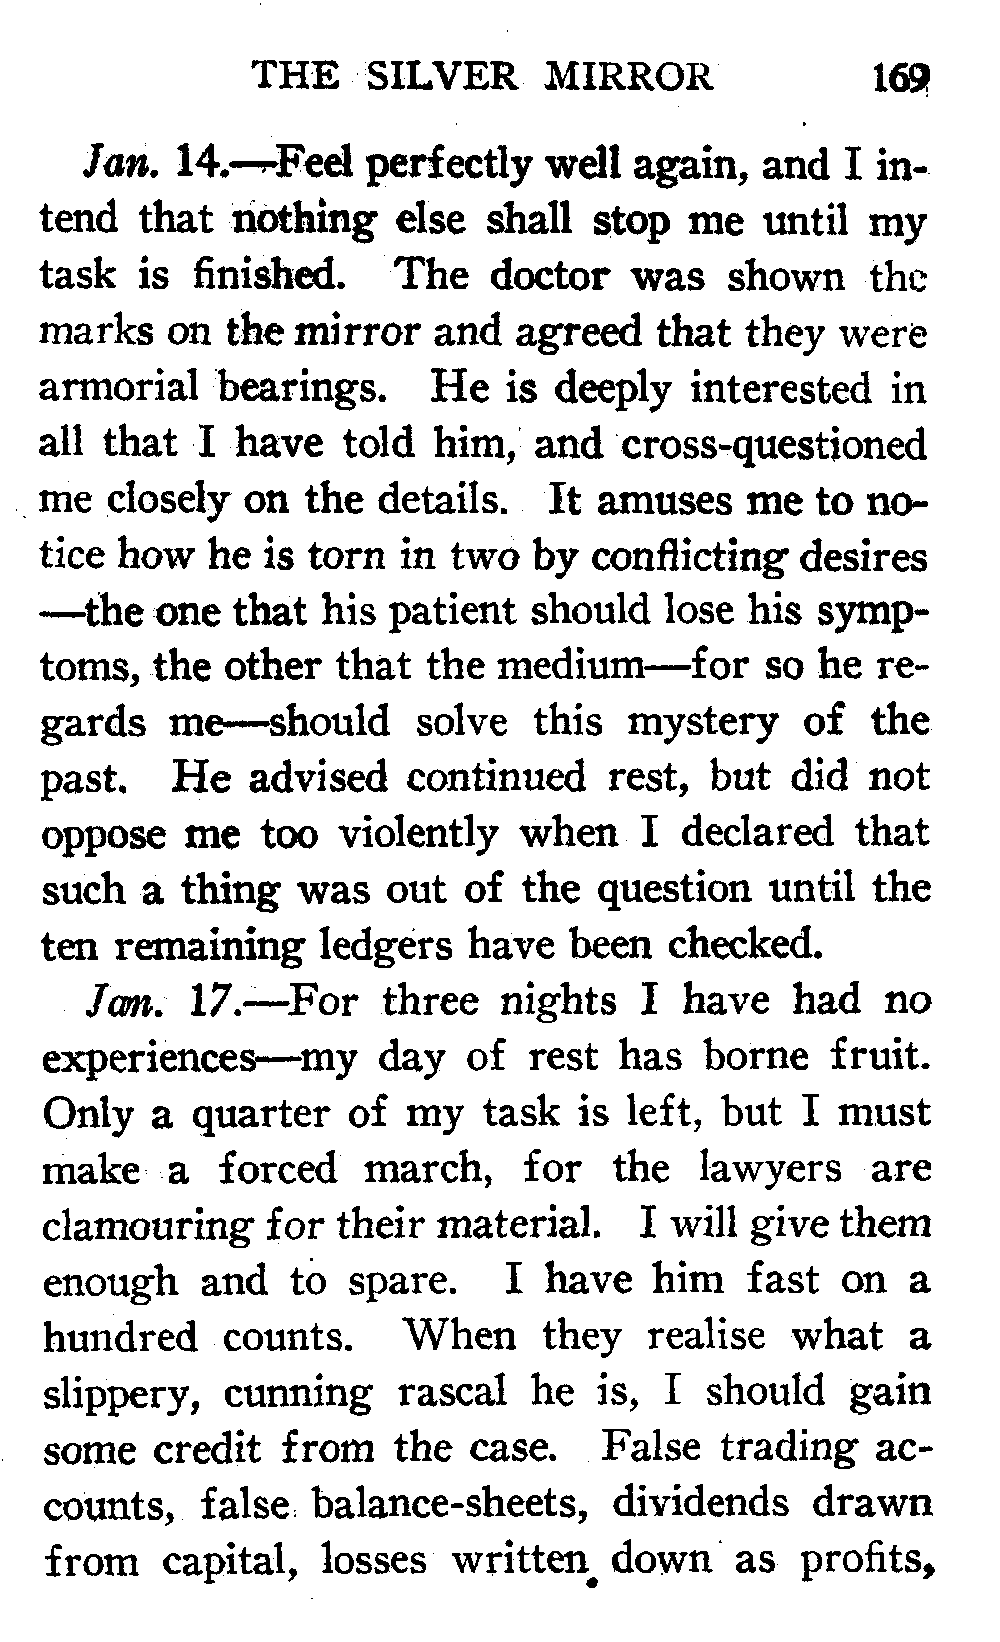 THE SILVER MIRROR 169
Jan. 14.—Feel perfectly well again, and I in-
tend that nothing else shall stop me until my
task is finished. The doctor was shown the
marks on the mirror and agreed that they were
armorial bearings. He is deeply interested in
all that I have told him, and cross-questioned
me closely on the details. It amuses me to no-
tice how he is torn in two by conflicting desires
—the one that his patient should lose his symp-
toms, the other that the medium—for so he re-
gards me—should solve this mystery of the
past. He advised continued rest, but did not
oppose me too violently when I declared that
such a thing was out of the question until the
ten remaining ledgers have been checked.
Jan. 17.—For three nights I have had no
experiences—my day of rest has borne fruit.
Only a quarter of my task is left, but I must
make a forced march, for the lawyers are
clamouring for their material. I will give them
enough and to spare. I have him fast on a
hundred counts. When they realise what a
slippery, cunning rascal he is, I should gain
some credit from the case. False trading ac-
counts, false balance-sheets, dividends drawn
from capital, losses written down as profits,